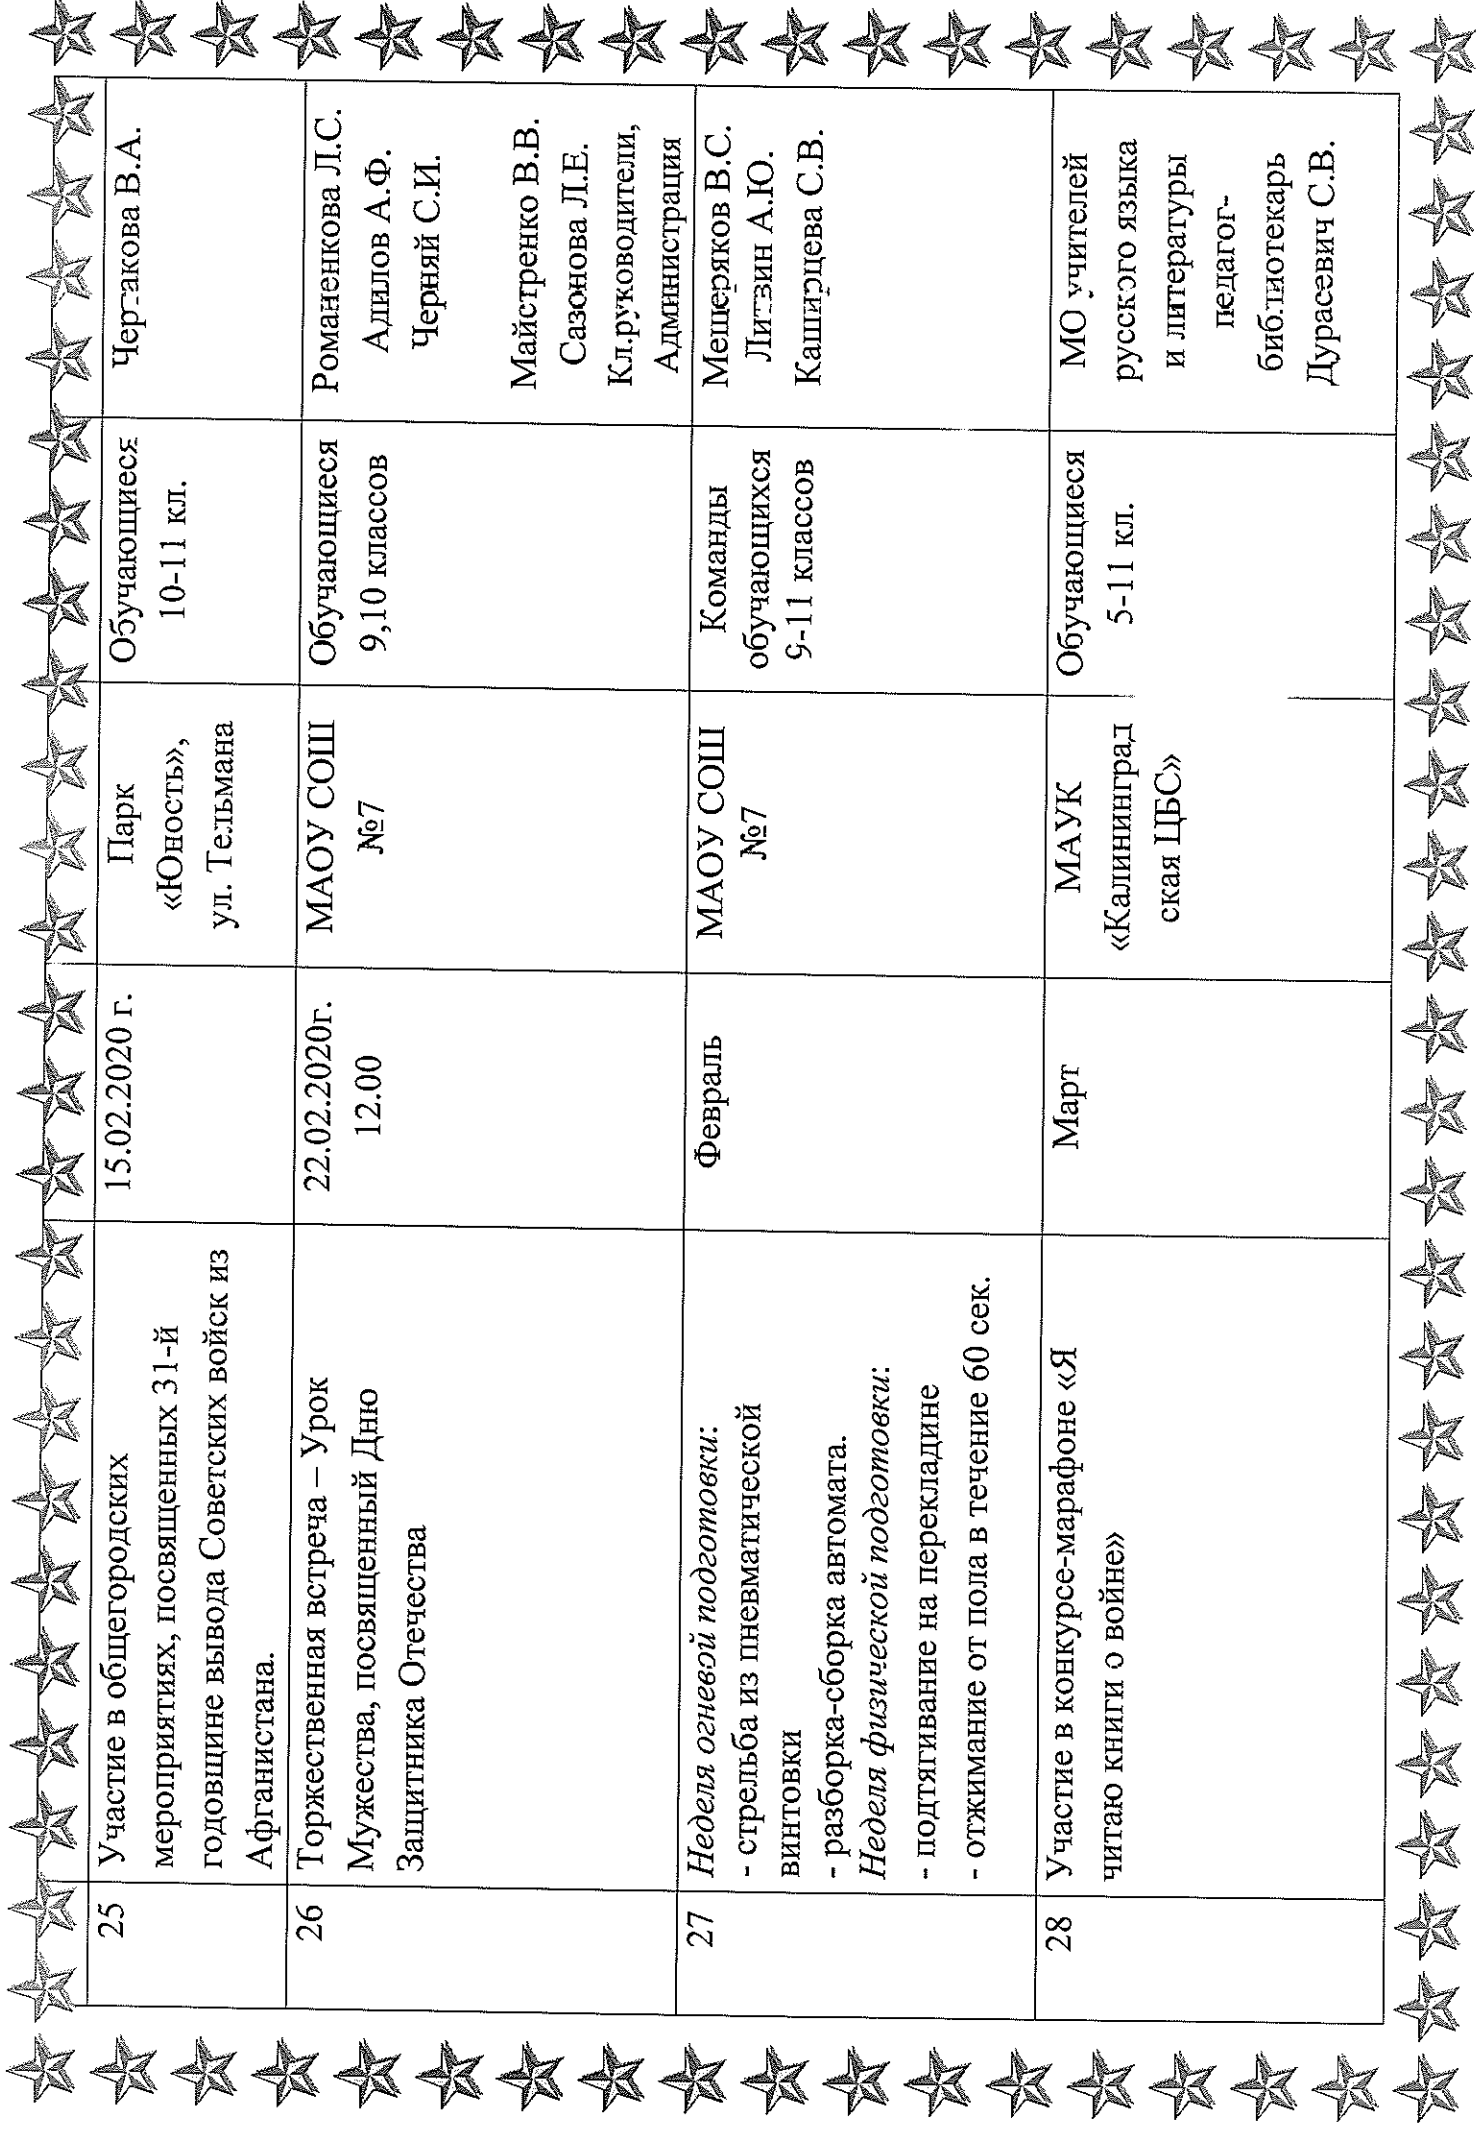 25
Участие в общегородских
мероприятиях, посвященных 31-й
годовщине вывода Советских войск из
Афганистана.
15.02.2020 г.
Парк
«Юность»,
ул. Тельмана
Обучающиеся
10-11 кл.
Чертакова В.А.
26
Торжественная встреча – Урок
Мужества, посвященный Дню
Защитника Отечества
22.02.2020г.
12.00
МАОУ СОШ
№7
Обучающиеся
9,10 классов
Романенкова Л.С.
Адилов А.Ф.
Черняй С.И.
Майстренко В.В.
Сазонова Л.Е.
Кл.руководители,
Администрация
27
Неделя огневой подготовки:
- стрельба из пневматической
винтовки
- разборка-сборка автомата.
Неделя физической подготовки:
- подтягивание на перекладине
- отжимание от пола в течение 60 сек.
Февраль
МАОУ СОШ
№7
Команды
обучающихся
9-11 классов
Мещеряков В.С.
Литвин А.Ю.
Каширцева С.В.
28
Участие в конкурсе-марафоне «Я
читаю книги о войне»
Март
МАУК
«Калининград
ская ЦБС»
Обучающиеся
5-11 кл.
МО учителей
русского языка
и литературы
педагог-
библиотекарь
Дурасевич С.В.